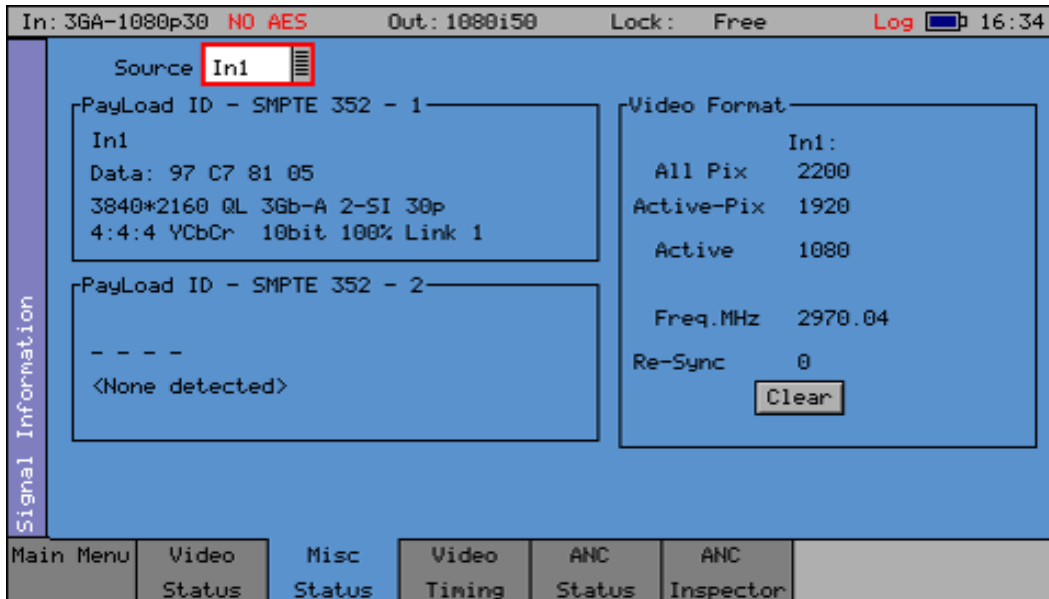 In: 3GA-1080p30 NO AES Out: 1080i50 Lock: Free Log 16:34
Source In1
PayLoad ID - SMPTE 352 - 1
In1
Data: 97 C7 81 05
3840*2160 QL 3Gb-A 2-SI 30p
4:4:4 YCbCr 10bit 100% Link 1
PayLoad ID - SMPTE 352 - 2
- - - -
<None detected>
Video Format
In1:
All Pix 2200
Active-Pix 1920
Active 1080
Freq.MHz 2970.04
Re-Sync 0
Clear
Signal Information
Main Menu
Video
Status
Misc
Status
Video
Timing
ANC
Status
ANC
Inspector